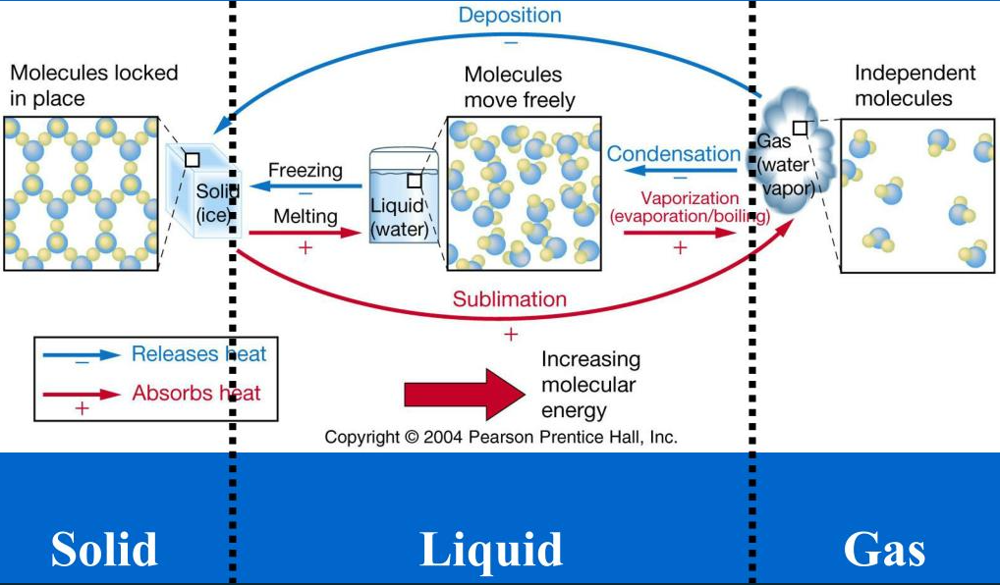 Deposition
−
Molecules locked
in place
Molecules
move freely
Independent
molecules
Solid
(ice)
Freezing
−
Melting
+
Liquid
(water)
Condensation
−
Vaporization
(evaporation/boiling)
+
Gas
(water
vapor)
Sublimation
+
− Releases heat
+ Absorbs heat
Increasing
molecular
energy
Copyright © 2004 Pearson Prentice Hall, Inc.
Solid
Liquid
Gas